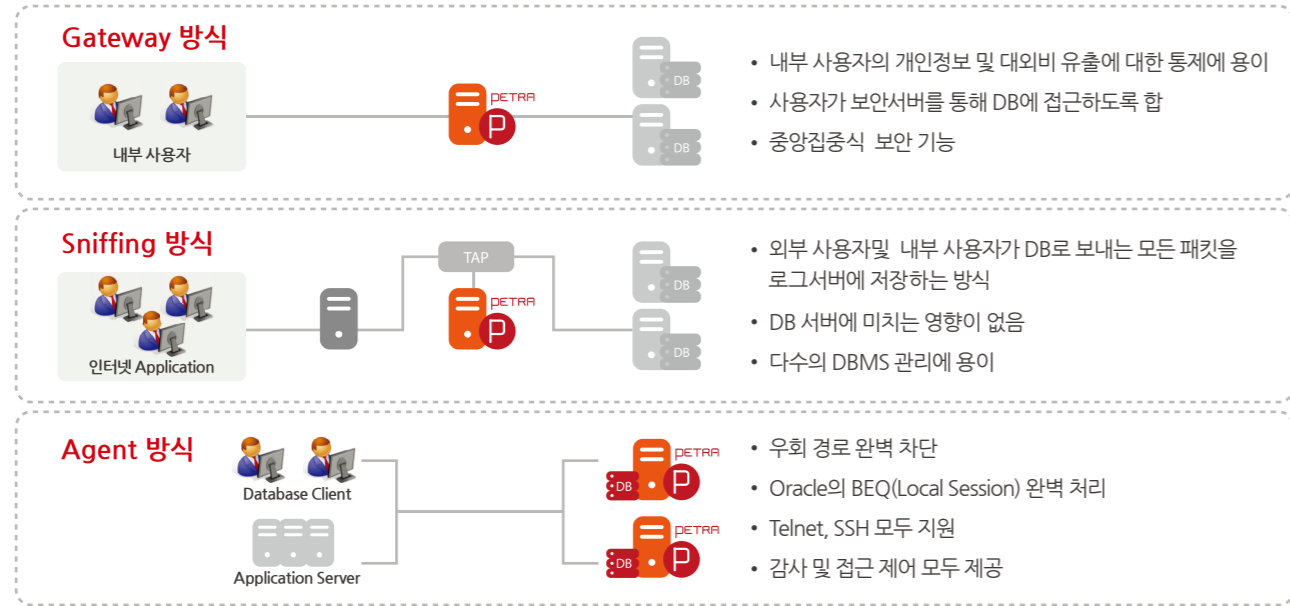 Gateway 방식
내부 사용자
PETRA
P
DB
DB
• 내부 사용자의 개인정보 및 대외비 유출에 대한 통제에 용이
• 사용자가 보안서버를 통해 DB에 접근하도록 합
• 중앙집중식 보안 기능
Sniffing 방식
인터넷 Application
TAP
PETRA
P
DB
DB
• 외부 사용자및 내부 사용자가 DB로 보내는 모든 패킷을
로그서버에 저장하는 방식
• DB 서버에 미치는 영향이 없음
• 다수의 DBMS 관리에 용이
Agent 방식
Database Client
Application Server
PETRA
DB
P
PETRA
DB
P
• 우회 경로 완벽 차단
• Oracle의 BEQ(Local Session) 완벽 처리
• Telnet, SSH 모두 지원
• 감사 및 접근 제어 모두 제공